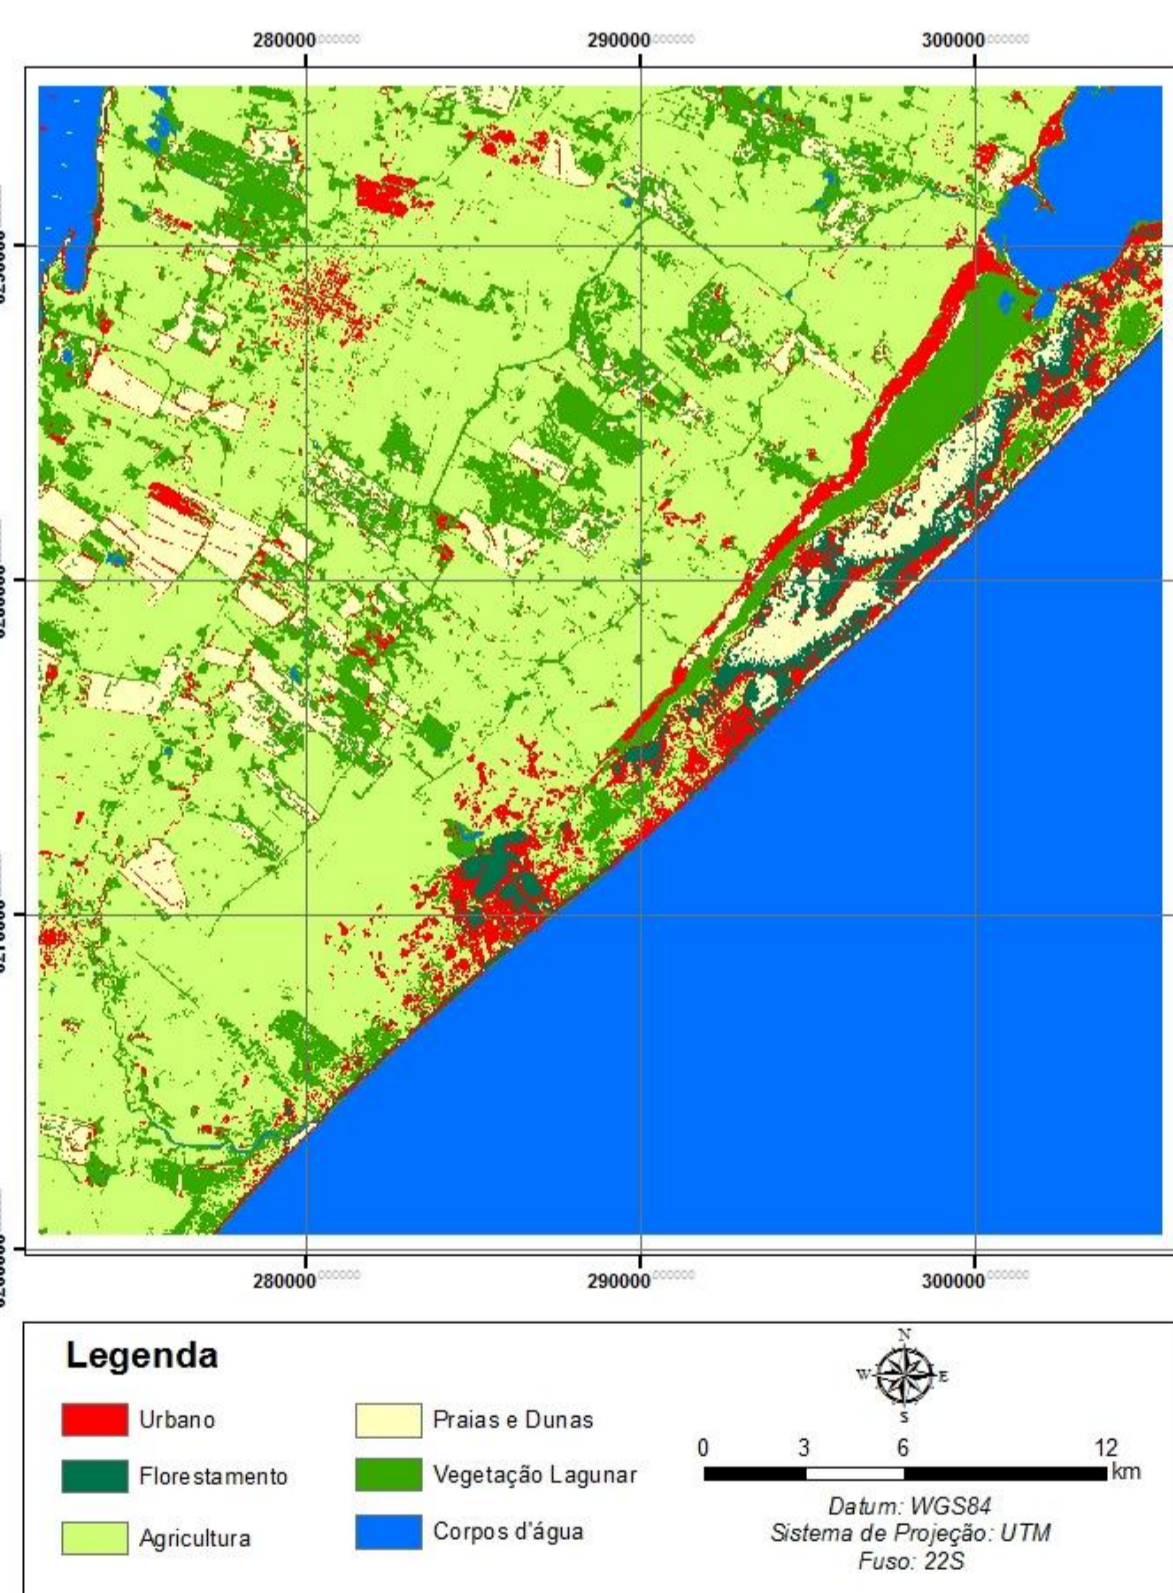 280000 290000 300000
280000 290000 300000
Legenda
Urbano
Florestamento
Agricultura
Praias e Dunas
Vegetação Lagunar
Corpos d'água
N
W E
S
0 3 6 12
km
Datum: WGS84
Sistema de Projeção: UTM
Fuso: 22S